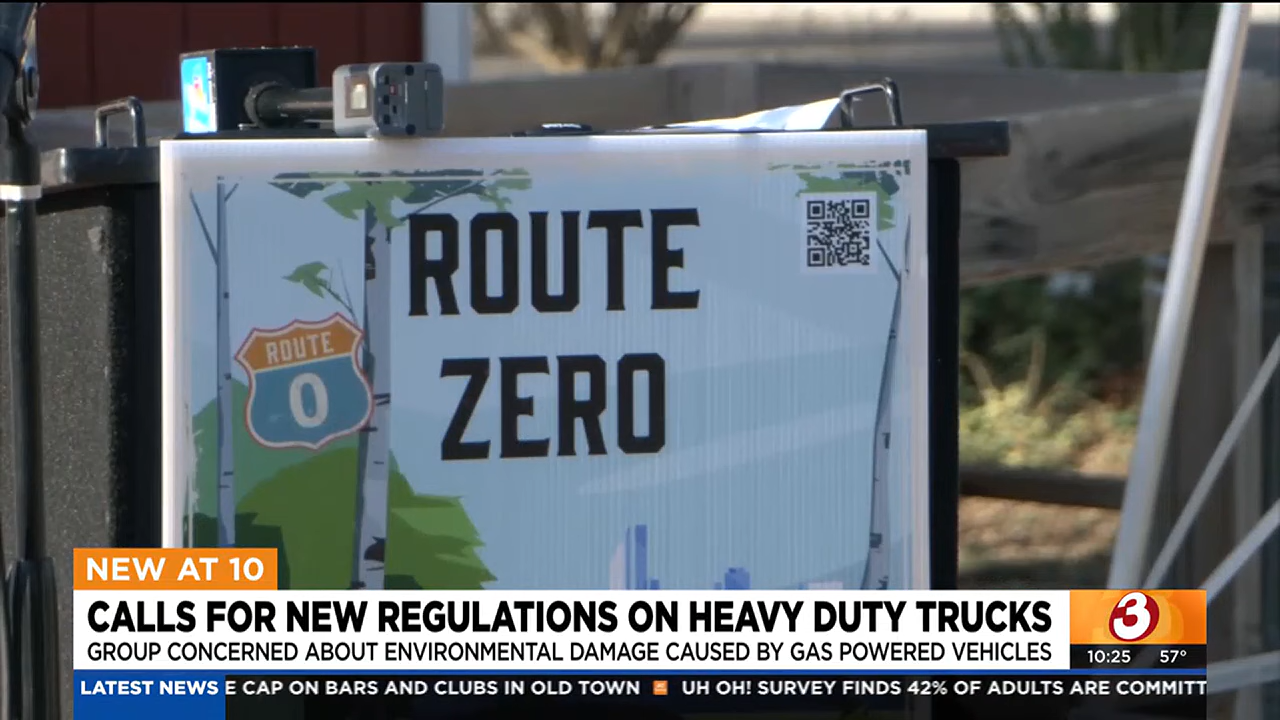 ROUTE
ZERO
ROUTE
0
NEW AT 10
CALLS FOR NEW REGULATIONS ON HEAVY DUTY TRUCKS
GROUP CONCERNED ABOUT ENVIRONMENTAL DAMAGE CAUSED BY GAS POWERED VEHICLES
3
10:25 57°
LATEST NEWS E CAP ON BARS AND CLUBS IN OLD TOWN UH OH! SURVEY FINDS 42% OF ADULTS ARE COMMITT